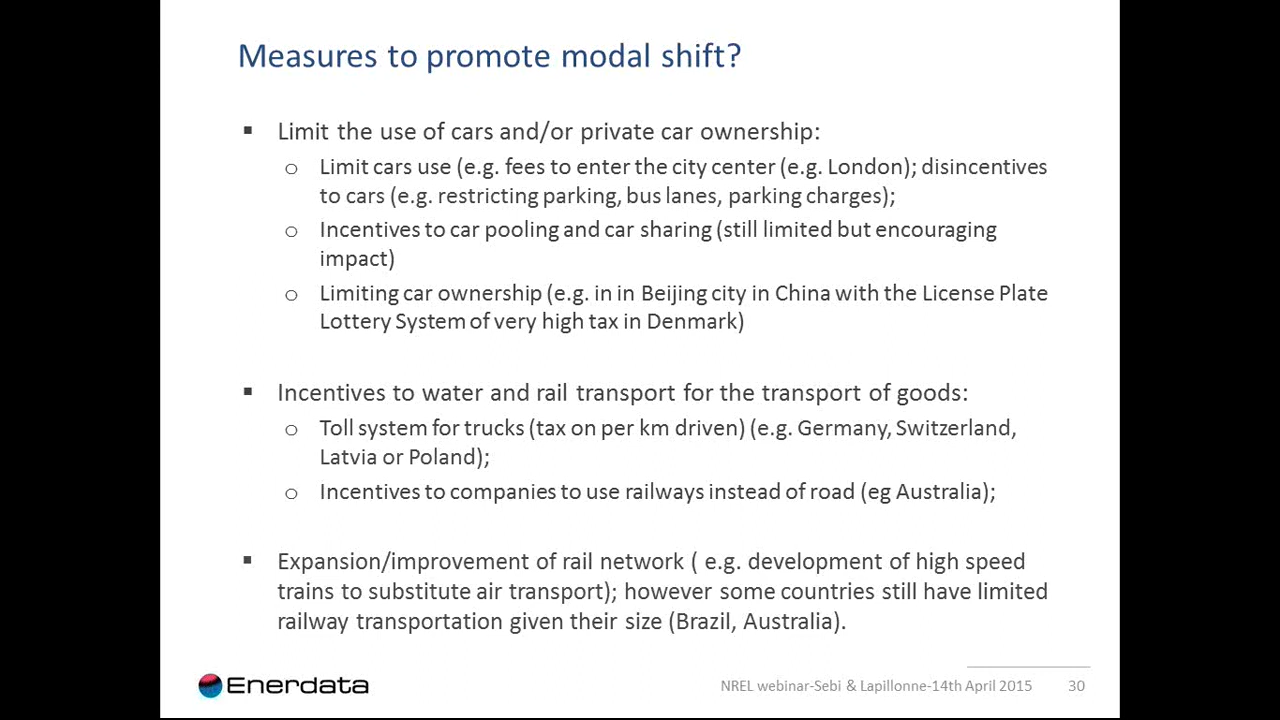 Measures to promote modal shift?
▪ Limit the use of cars and/or private car ownership:
o Limit cars use (e.g. fees to enter the city center (e.g. London); disincentives
to cars (e.g. restricting parking, bus lanes, parking charges);
o Incentives to car pooling and car sharing (still limited but encouraging
impact)
o Limiting car ownership (e.g. in in Beijing city in China with the License Plate
Lottery System of very high tax in Denmark)
▪ Incentives to water and rail transport for the transport of goods:
o Toll system for trucks (tax on per km driven) (e.g. Germany, Switzerland,
Latvia or Poland);
o Incentives to companies to use railways instead of road (eg Australia);
▪ Expansion/improvement of rail network ( e.g. development of high speed
trains to substitute air transport); however some countries still have limited
railway transportation given their size (Brazil, Australia).
Enerdata
NREL webinar-Sebi & Lapillonne-14th April 2015 30